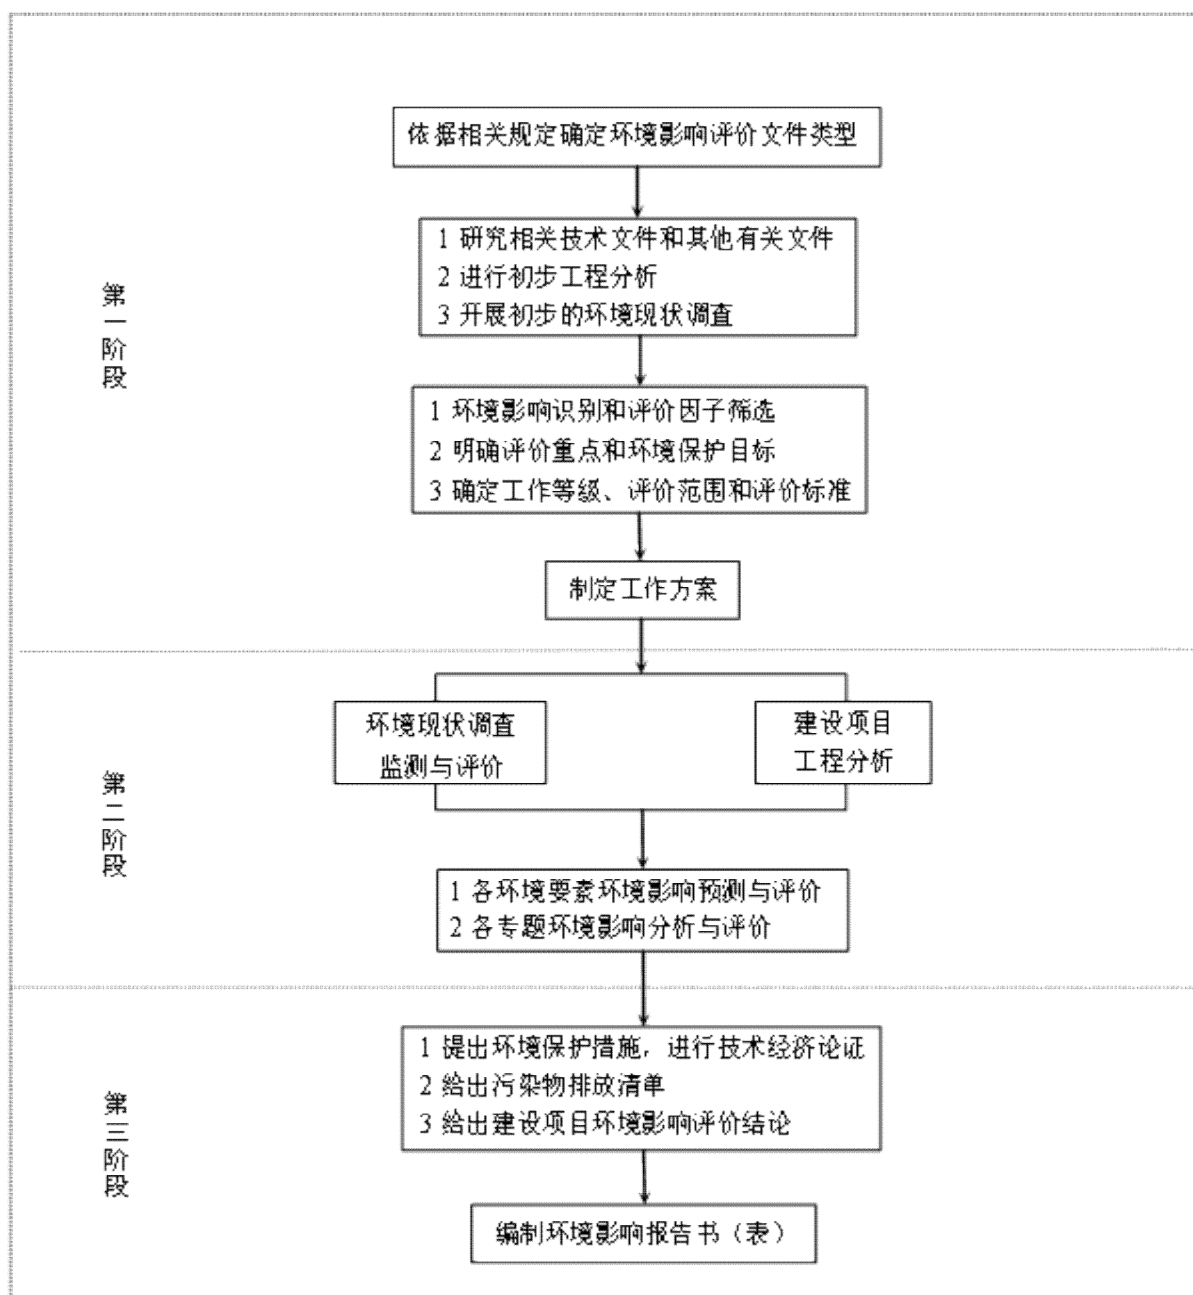 依据相关规定确定环境影响评价文件类型
1 研究相关技术文件和其他有关文件
2 进行初步工程分析
3 开展初步的环境现状调查
第一阶段
1 环境影响识别和评价因子筛选
2 明确评价重点和环境保护目标
3 确定工作等级、评价范围和评价标准
制定工作方案
环境现状调查
监测与评价
建设项目
工程分析
第二阶段
1 各环境要素环境影响预测与评价
2 各专题环境影响分析与评价
1 提出环境保护措施，进行技术经济论证
2 给出污染物排放清单
3 给出建设项目环境影响评价结论
第三阶段
编制环境影响报告书（表）